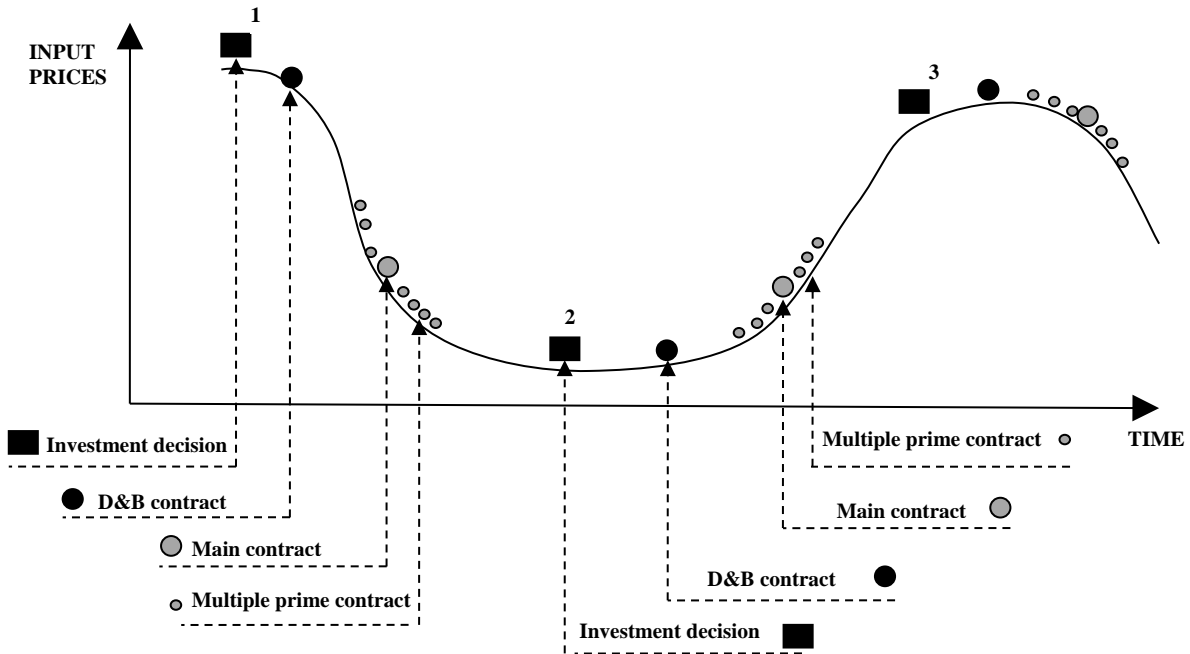 1
INPUT
PRICES
3
2
Investment decision
Multiple prime contract
TIME
D&B contract
Main contract
Main contract
D&B contract
Multiple prime contract
Investment decision